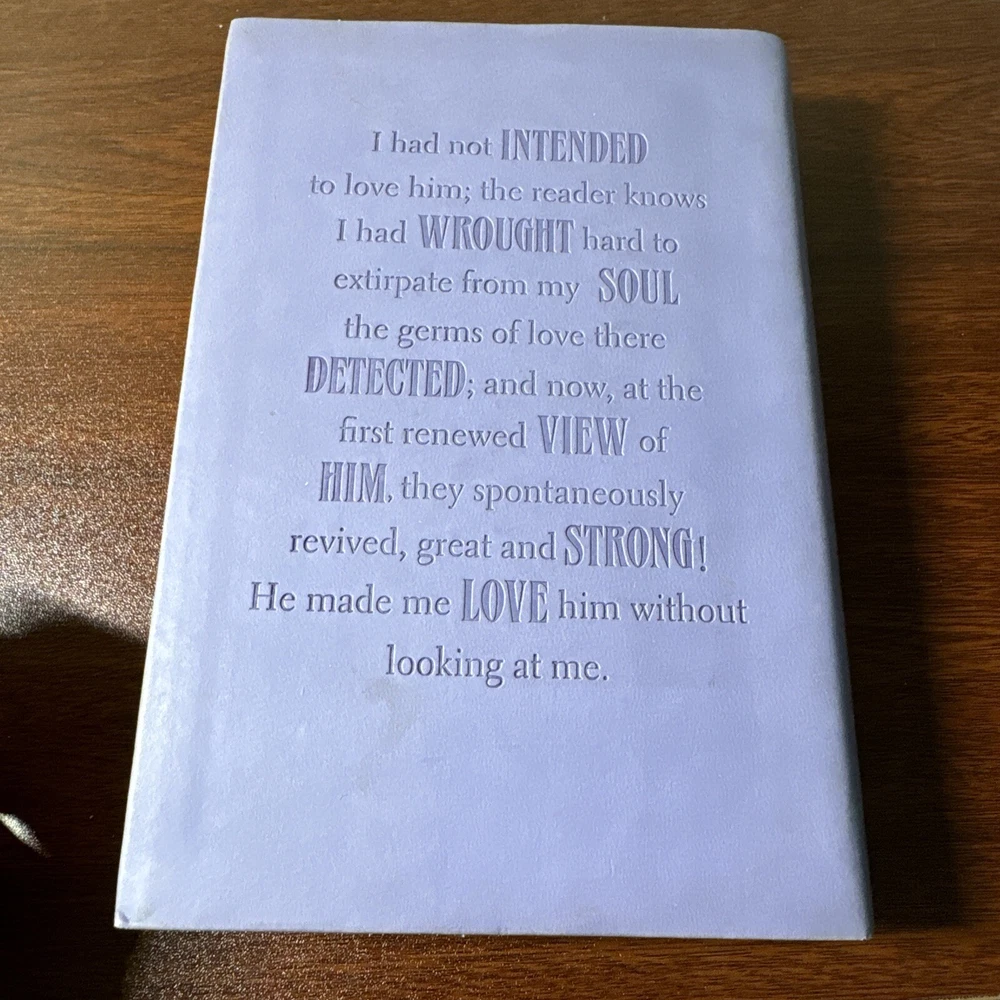 I had not INTENDED
to love him; the reader knows
I had WROUGHT hard to
extirpate from my SOUL
the germs of love there
DETECTED; and now, at the
first renewed VIEW of
HIM, they spontaneously
revived, great and STRONG!
He made me LOVE him without
looking at me.